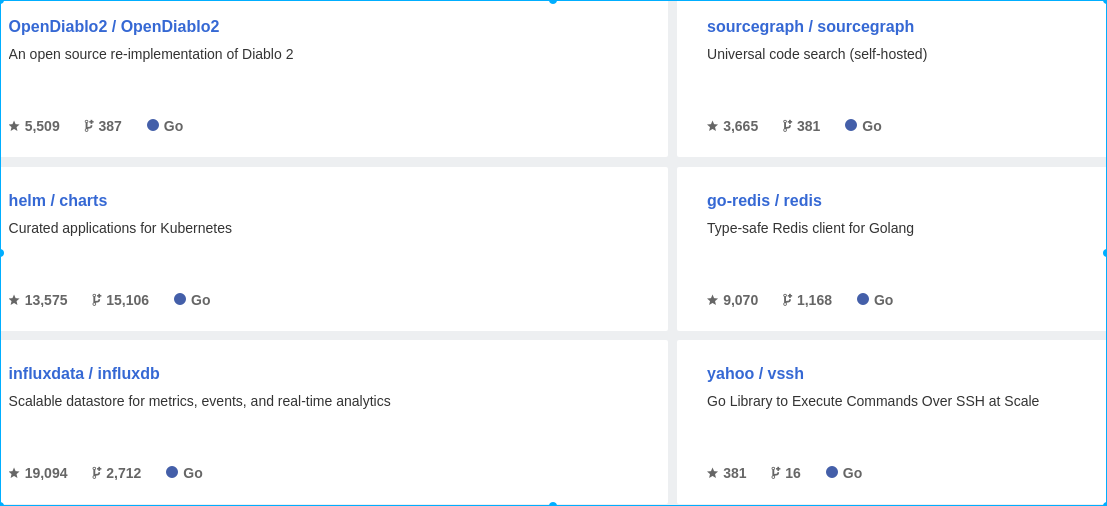 OpenDiablo2 / OpenDiablo2
An open source re-implementation of Diablo 2
5,509 387 Go
sourcegraph / sourcegraph
Universal code search (self-hosted)
3,665 381 Go
helm / charts
Curated applications for Kubernetes
13,575 15,106 Go
go-redis / redis
Type-safe Redis client for Golang
9,070 1,168 Go
influxdata / influxdb
Scalable datastore for metrics, events, and real-time analytics
19,094 2,712 Go
yahoo / vssh
Go Library to Execute Commands Over SSH at Scale
381 16 Go